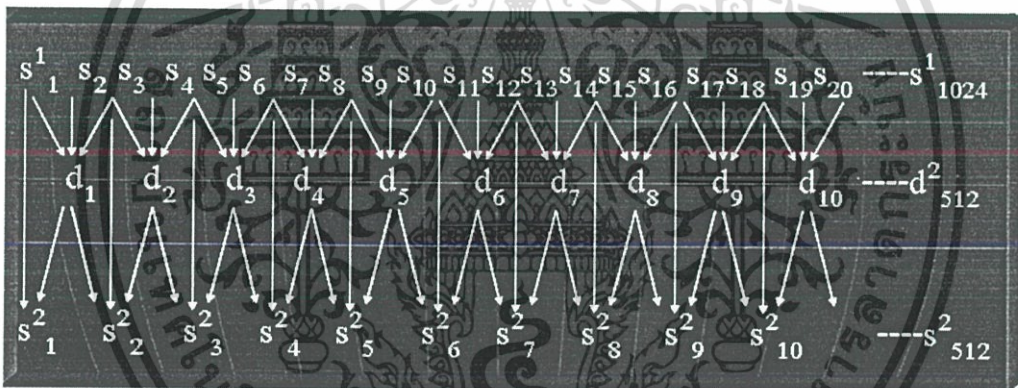 s¹₁ s₂ s₃ s₄ s₅ s₆ s₇ s₈ s₉ s₁₀ s₁₁ s₁₂ s₁₃ s₁₄ s₁₅ s₁₆ s₁₇ s₁₈ s₁₉ s₂₀ ----s¹₁₀₂₄
d₁ d₂ d₃ d₄ d₅ d₆ d₇ d₈ d₉ d₁₀ ----d²₅₁₂
s²₁ s²₂ s²₃ s²₄ s²₅ s²₆ s²₇ s²₈ s²₉ s²₁₀ ----s²₅₁₂